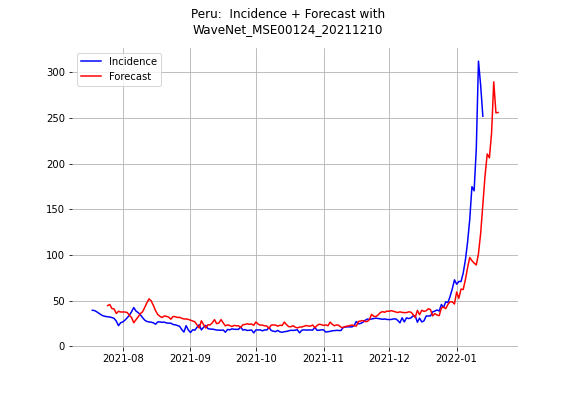 Peru:  Incidence + Forecast with
WaveNet_MSE00124_20211210
Incidence
Forecast
300
250
200
150
100
50
0
2021-08 2021-09 2021-10 2021-11 2021-12 2022-01